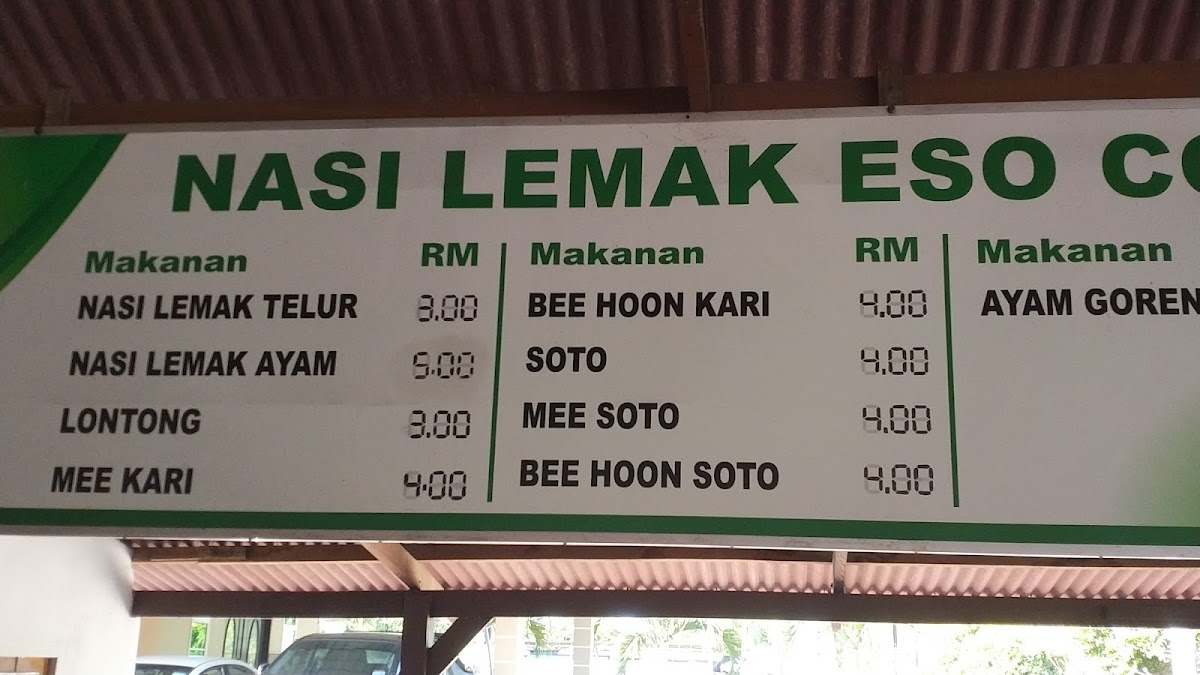 NASI LEMAK ESO
Makanan RM
NASI LEMAK TELUR 3.00
NASI LEMAK AYAM 5.00
LONTONG 3.00
MEE KARI 4.00
Makanan RM
BEE HOON KARI 4.00
SOTO 4.00
MEE SOTO 4.00
BEE HOON SOTO 4.00
Makanan
AYAM GOREN